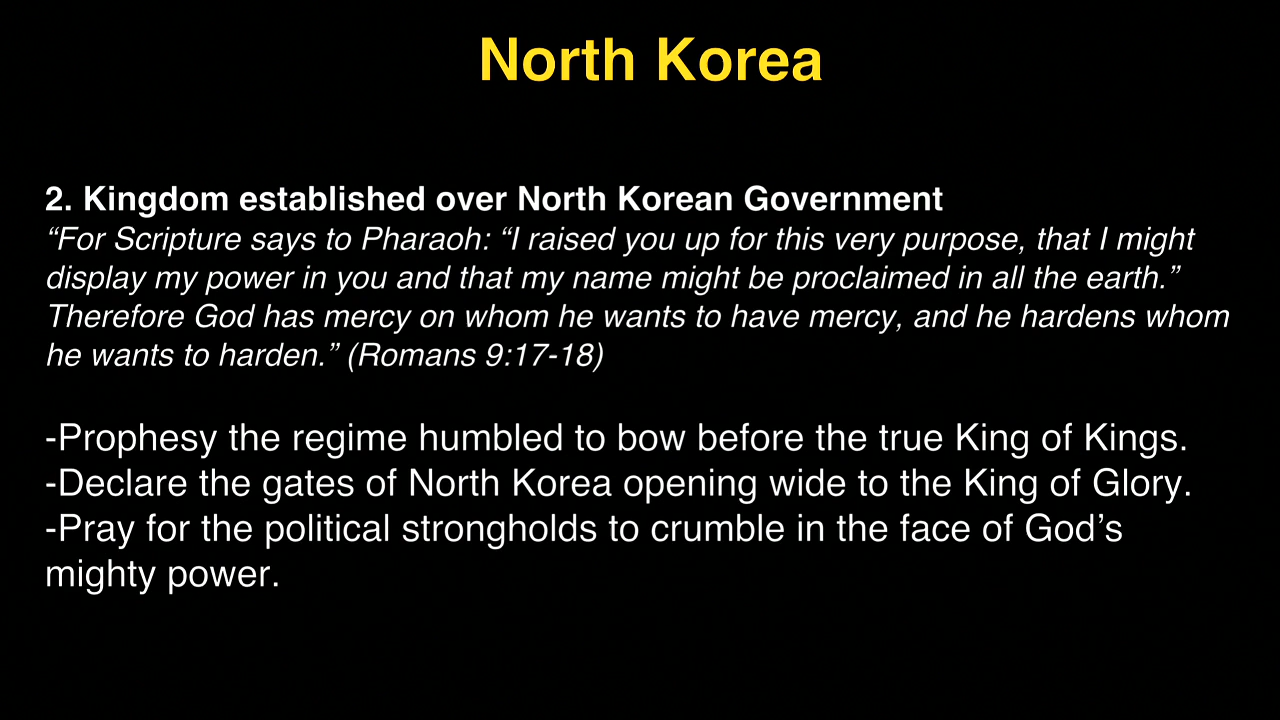 North Korea
2. Kingdom established over North Korean Government
“For Scripture says to Pharaoh: “I raised you up for this very purpose, that I might
display my power in you and that my name might be proclaimed in all the earth.”
Therefore God has mercy on whom he wants to have mercy, and he hardens whom
he wants to harden.” (Romans 9:17-18)
-Prophesy the regime humbled to bow before the true King of Kings.
-Declare the gates of North Korea opening wide to the King of Glory.
-Pray for the political strongholds to crumble in the face of God’s
mighty power.